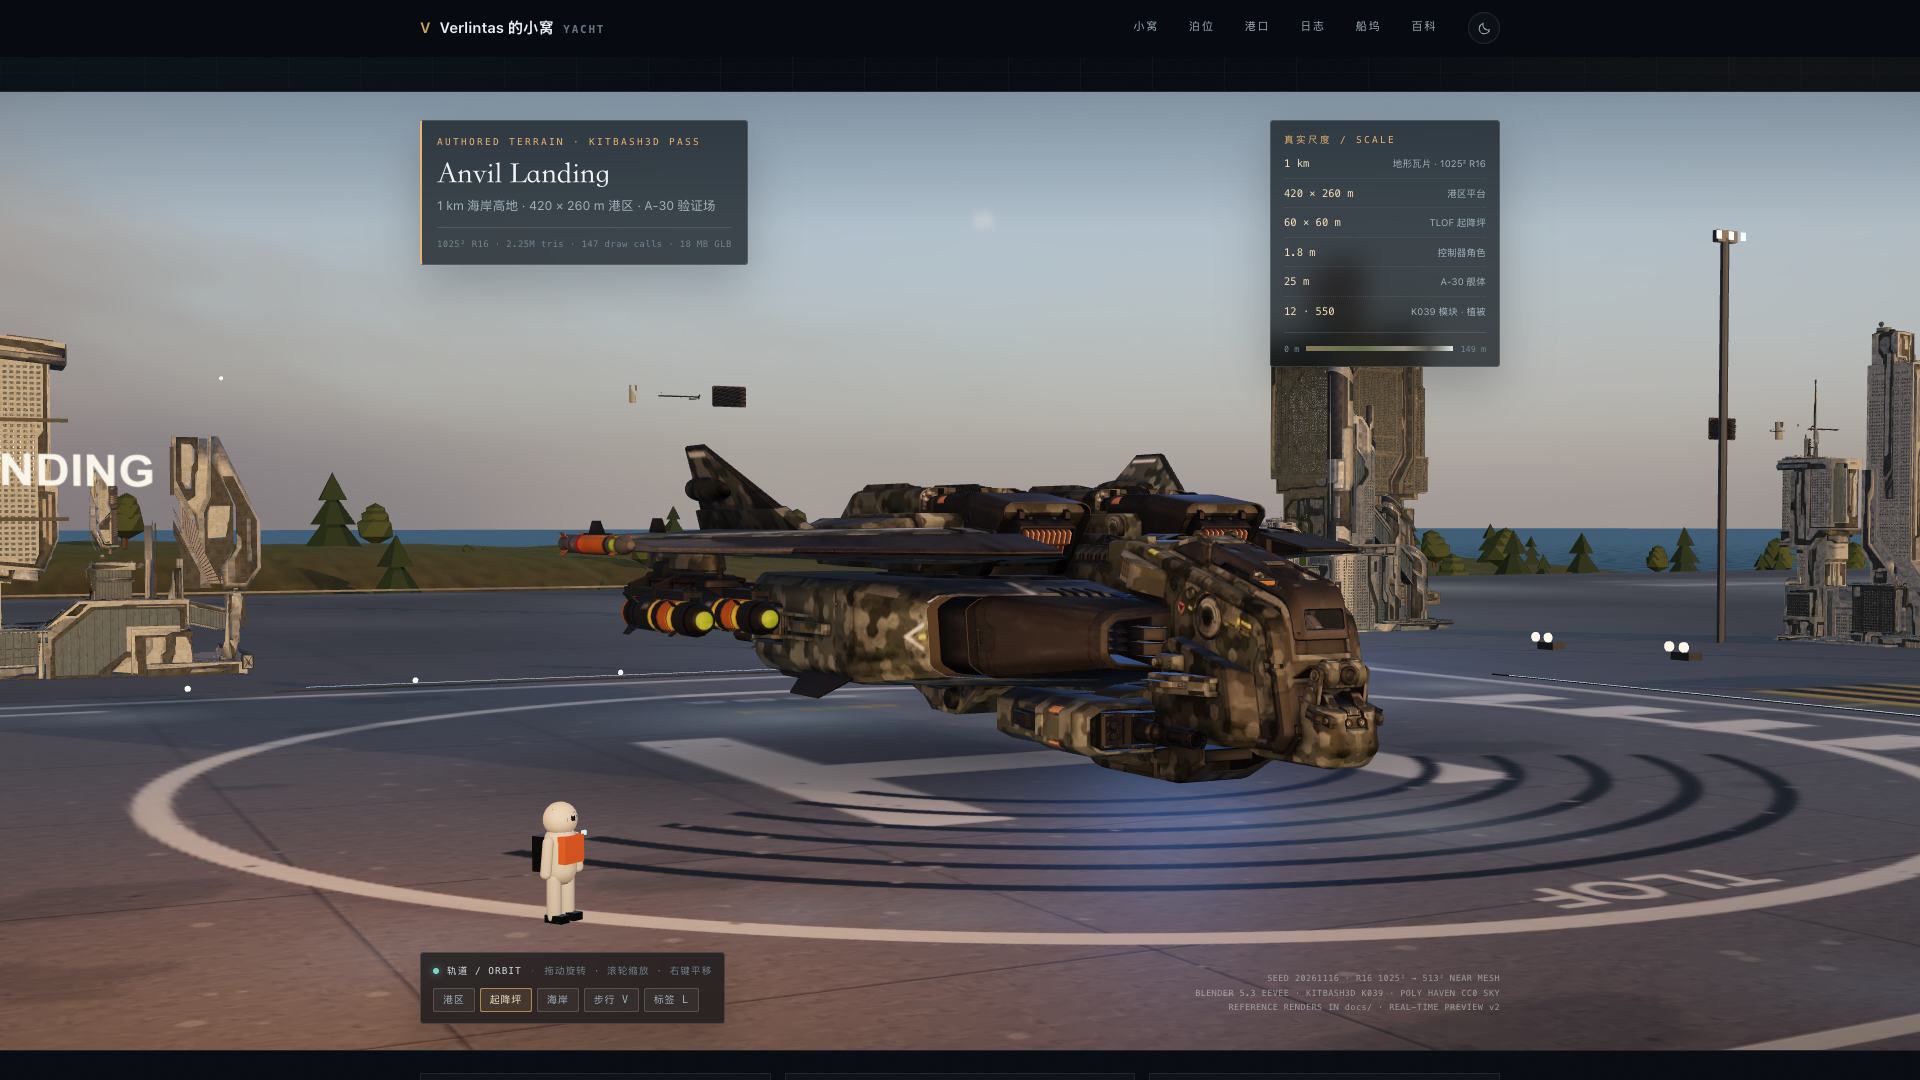 V Verlintas 的小窝 YACHT
小窝 泊位 港口 日志 船坞 百科
AUTHORED TERRAIN · KITBASH3D PASS
Anvil Landing
1 km 海岸高地 · 420 × 260 m 港区 · A-30 验证场
1025² R16 · 2.25M tris · 147 draw calls · 18 MB GLB
真实尺度 / SCALE
1 km 地形瓦片 · 1025² R16
420 × 260 m 港区平台
60 × 60 m TLOF 起降坪
1.8 m 控制器角色
25 m A-30 舰体
12 · 550 K039 模块 · 植被
0 m 149 m
NDING
TLOF
轨道 / ORBIT · 拖动旋转 · 滚轮缩放 · 右键平移
港区 起降坪 海岸 步行 V 标签 L
SEED 20261116 · R16 1025² → 513² NEAR MESH
BLENDER 5.3 EEVEE · KITBASH3D K039 · POLY HAVEN CC0 SKY
REFERENCE RENDERS IN docs/ · REAL-TIME PREVIEW v2